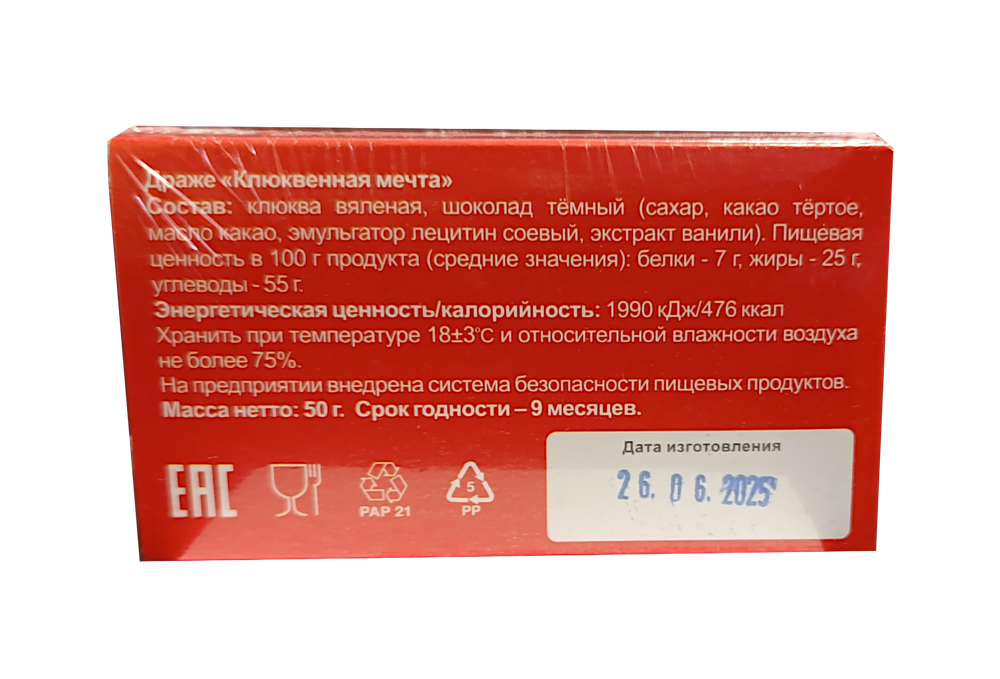 Драже «Клюквенная мечта»
Состав: клюква вяленая, шоколад тёмный (сахар, какао тёртое,
масло какао, эмульгатор лецитин соевый, экстракт ванили). Пищевая
ценность в 100 г продукта (средние значения): белки - 7 г, жиры - 25 г,
углеводы - 55 г.
Энергетическая ценность/калорийность: 1990 кДж/476 ккал
Хранить при температуре 18±3°С и относительной влажности воздуха
не более 75%.
На предприятии внедрена система безопасности пищевых продуктов.
Масса нетто: 50 г. Срок годности – 9 месяцев.
Дата изготовления
26. 06. 2025
EAC
5
PAP 21
PP